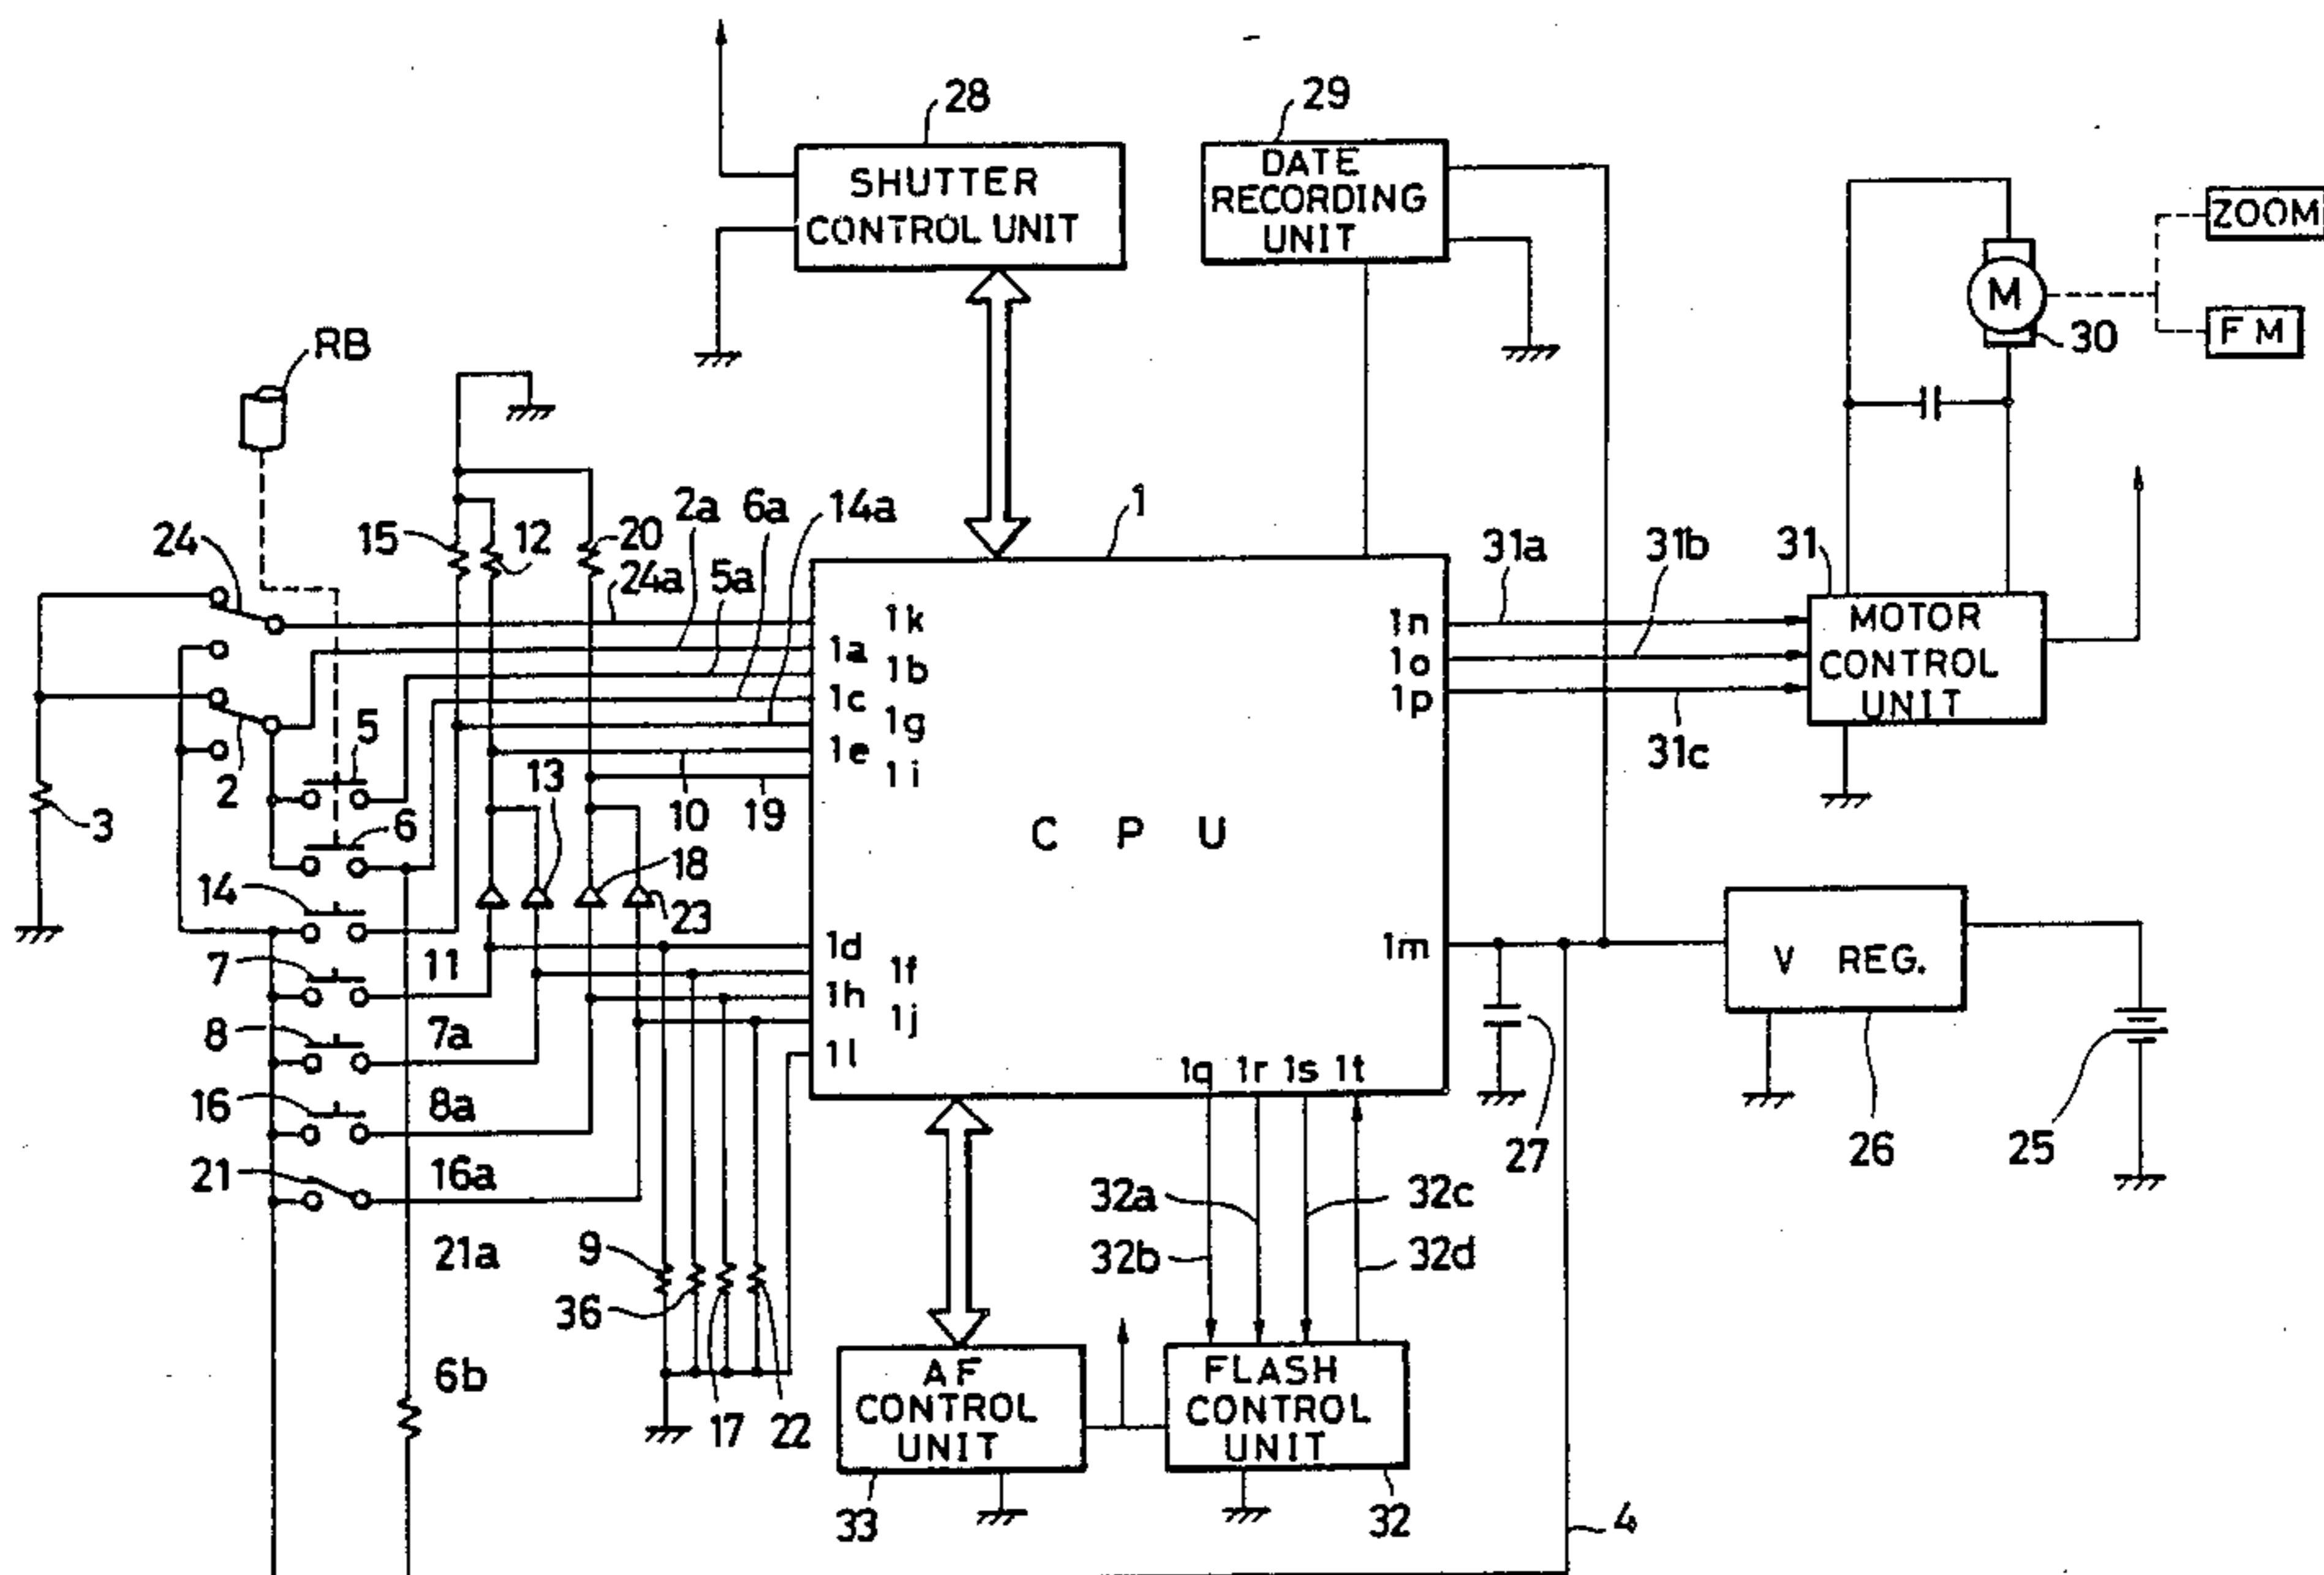 28
29
SHUTTER
CONTROL UNIT
DATE
RECORDING
UNIT
ZOOM
M
FM
30
RB
24
15
12
20
2a
6a
14a
24a
5a
1
31a
31b
31
1k
1a
1b
1c
1g
1e
1i
1n
1o
1p
31c
MOTOR
CONTROL
UNIT
2
5
3
6
13
10
19
18
23
C P U
14
7
11
8
7a
16
8a
21
16a
21a
6b
1d
1f
1h
1j
1l
1m
V REG.
1q 1r 1s 1t
27
26
25
32a
32c
32b
32d
9
36
17
22
AF
CONTROL
UNIT
FLASH
CONTROL
UNIT
33
32
4